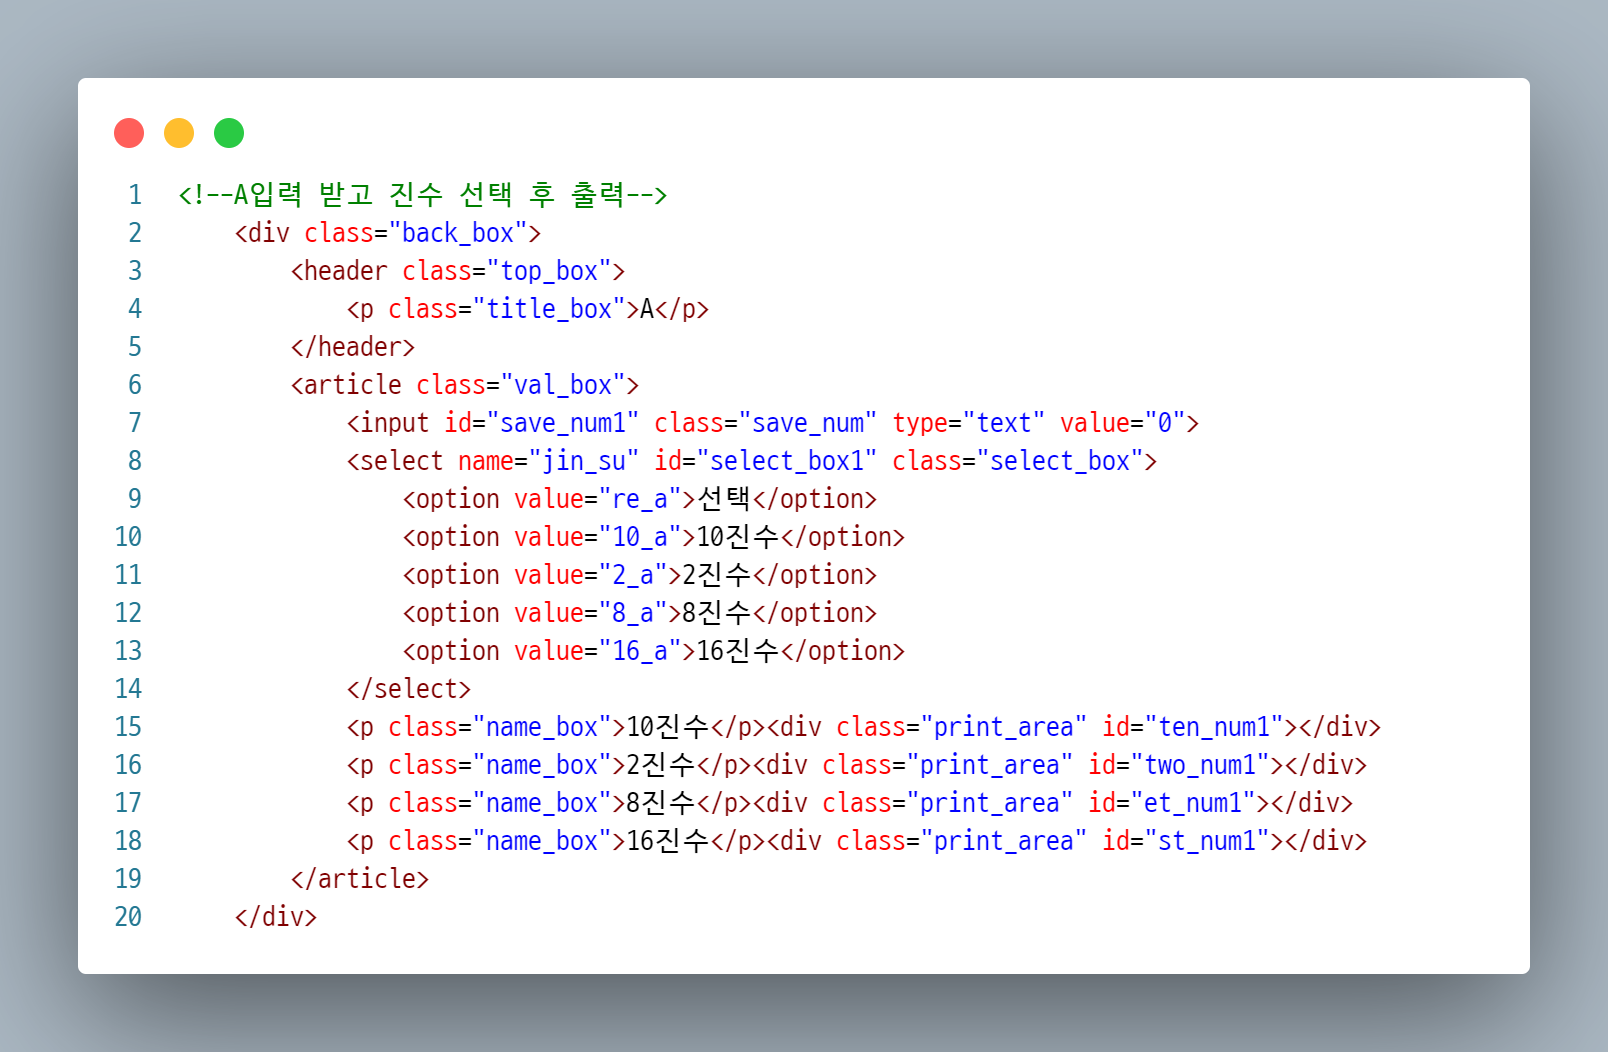 1 <!--A입력 받고 진수 선택 후 출력-->
2     <div class="back_box">
3         <header class="top_box">
4             <p class="title_box">A</p>
5         </header>
6         <article class="val_box">
7             <input id="save_num1" class="save_num" type="text" value="0">
8             <select name="jin_su" id="select_box1" class="select_box">
9                 <option value="re_a">선택</option>
10                 <option value="10_a">10진수</option>
11                 <option value="2_a">2진수</option>
12                 <option value="8_a">8진수</option>
13                 <option value="16_a">16진수</option>
14             </select>
15             <p class="name_box">10진수</p><div class="print_area" id="ten_num1"></div>
16             <p class="name_box">2진수</p><div class="print_area" id="two_num1"></div>
17             <p class="name_box">8진수</p><div class="print_area" id="et_num1"></div>
18             <p class="name_box">16진수</p><div class="print_area" id="st_num1"></div>
19         </article>
20     </div>